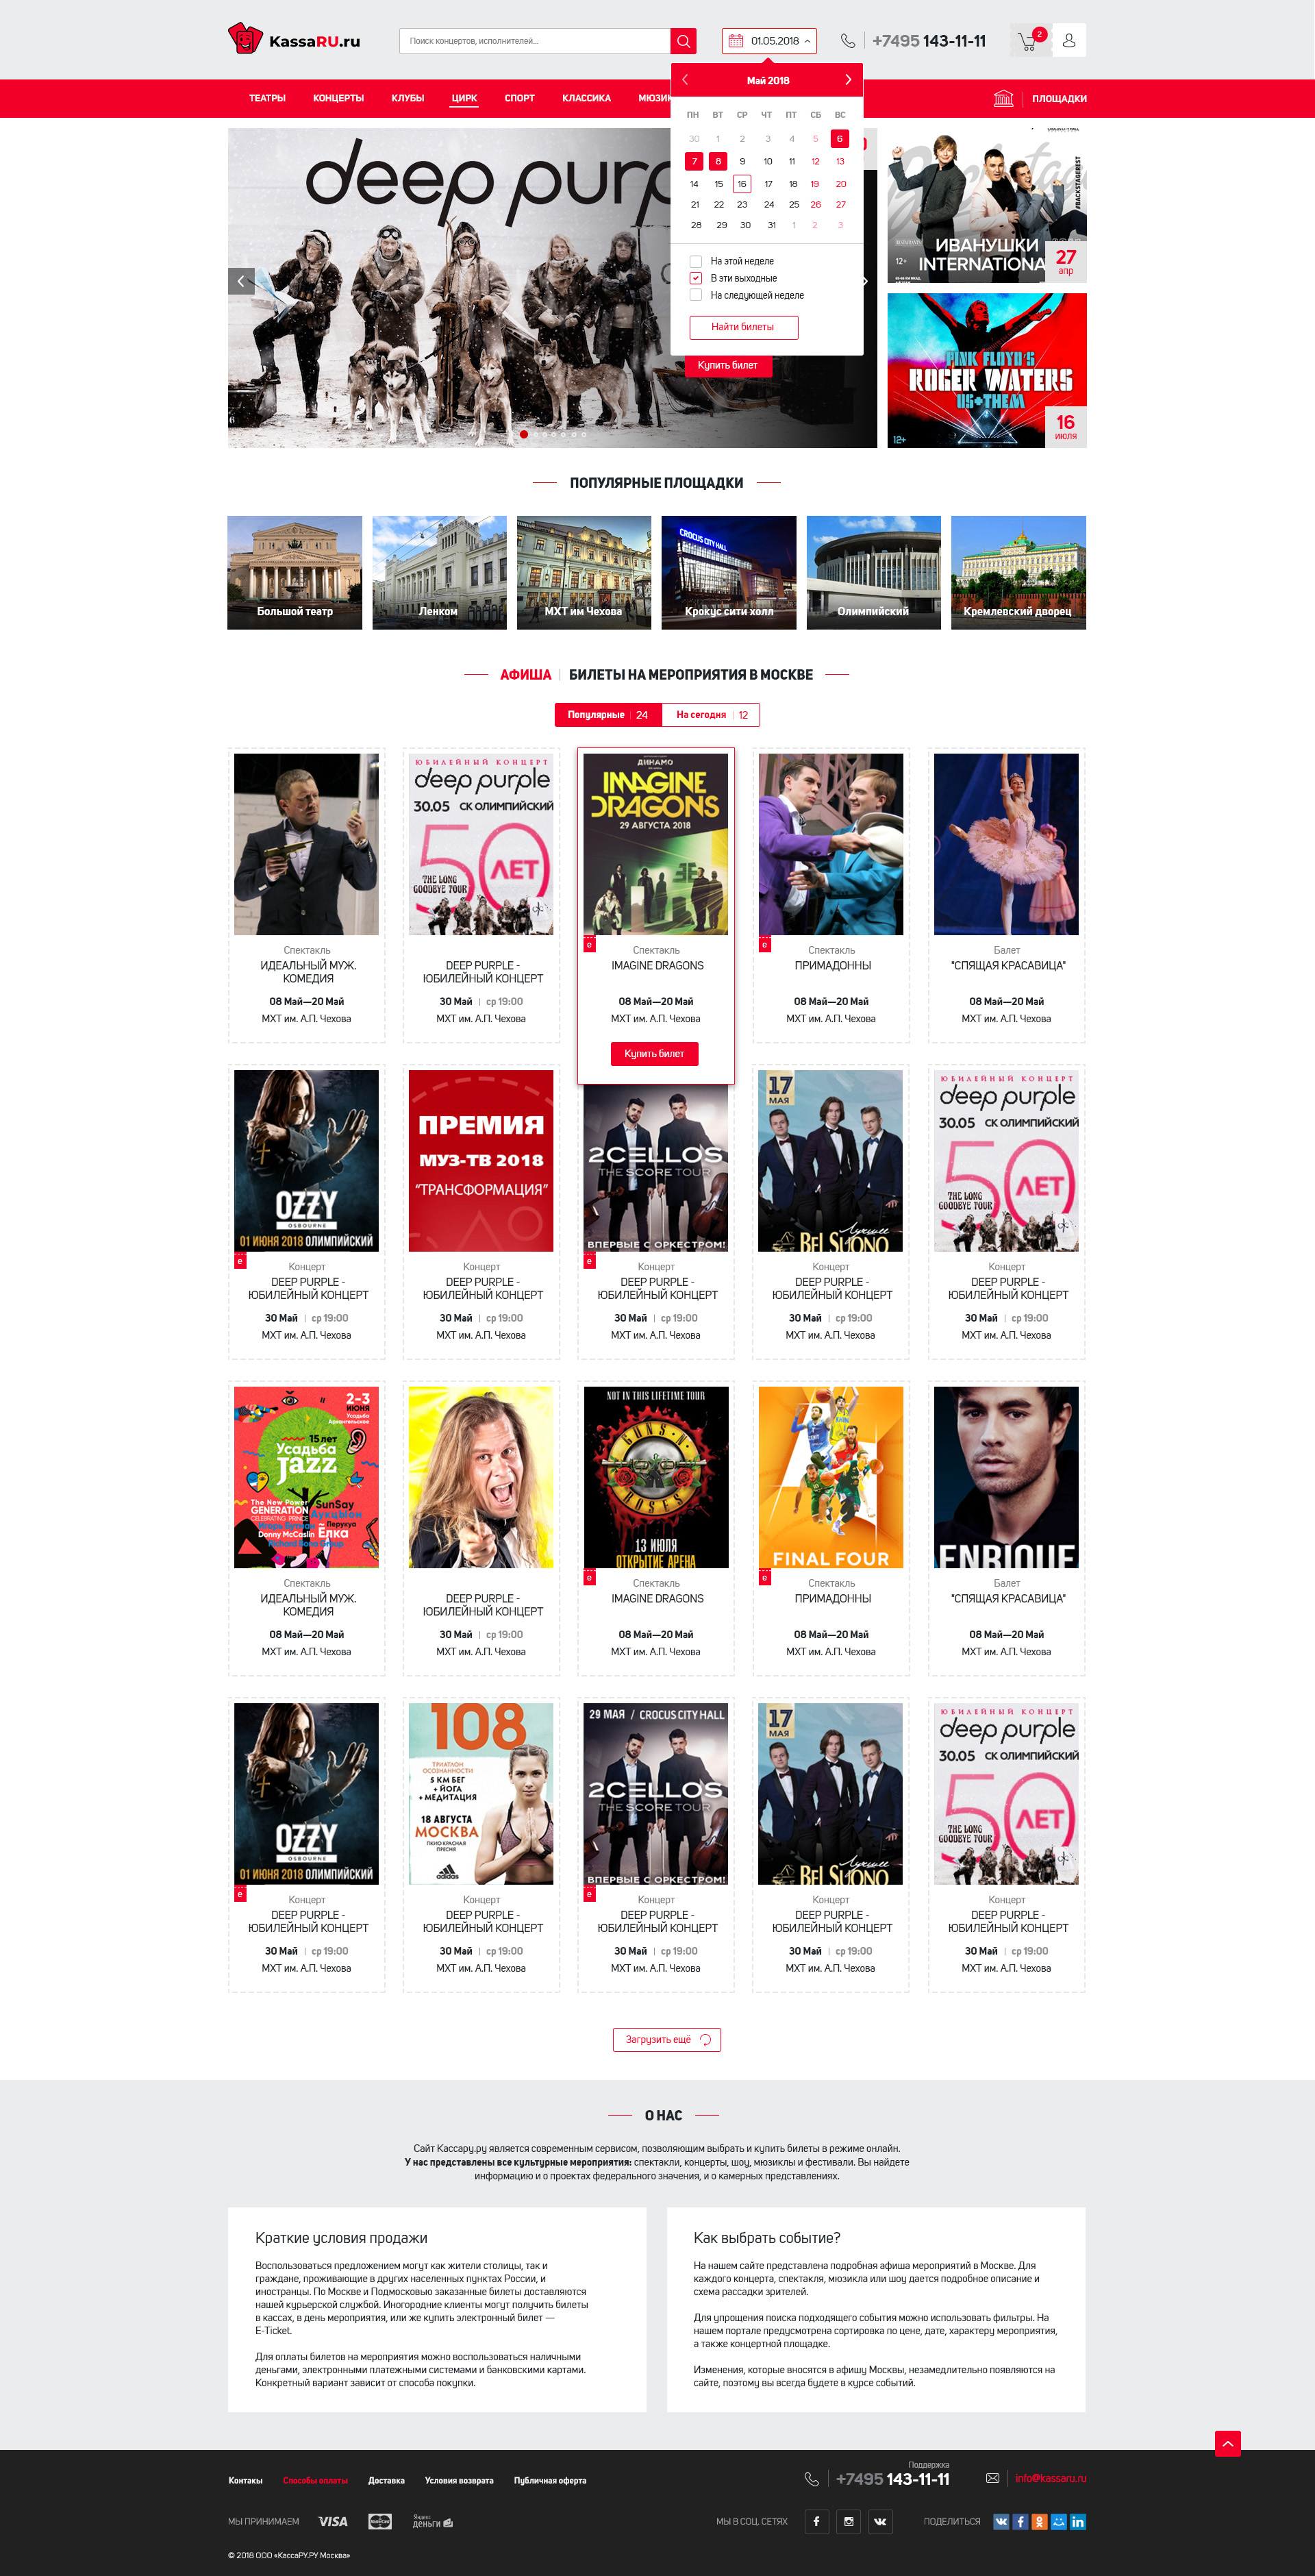 KassaRU.ru
Поиск концертов, исполнителей...
01.05.2018
+7495 143-11-11
2
ТЕАТРЫ КОНЦЕРТЫ КЛУБЫ ЦИРК СПОРТ КЛАССИКА ПЛОЩАДКИ
Май 2018
ПН ВТ СР ЧТ ПТ СБ ВС
30 1 2 3 4 5 6
7 8 9 10 11 12 13
14 15 16 17 18 19 20
21 22 23 24 25 26 27
28 29 30 31 1 2 3
На этой неделе
В эти выходные
На следующей неделе
Найти билеты
Купить билет
deep purp
6+
#BACKSTAGEREST
ИВАНУШКИ
INTERNATIONA
12+
27
апр
PINK FLOYD'S
ROGER WATERS
US+THEM
12+
16
июля
ПОПУЛЯРНЫЕ ПЛОЩАДКИ
CROCUS CITY HALL
Большой театр
Ленком
МХТ им Чехова
Крокус сити холл
Олимпийский
Кремлевский дворец
АФИША | БИЛЕТЫ НА МЕРОПРИЯТИЯ В МОСКВЕ
Популярные | 24
На сегодня | 12
ЮБИЛЕЙНЫЙ КОНЦЕРТ
deep purple
30.05 СК ОЛИМПИЙСКИЙ
50 ЛЕТ
THE LONG
GOODBYE TOUR
ДИНАМО
IMAGINE
DRAGONS
29 АВГУСТА 2018
Спектакль
ИДЕАЛЬНЫЙ МУЖ.
КОМЕДИЯ
08 Май—20 Май
МХТ им. А.П. Чехова
DEEP PURPLE -
ЮБИЛЕЙНЫЙ КОНЦЕРТ
30 Май | ср 19:00
МХТ им. А.П. Чехова
e
Спектакль
IMAGINE DRAGONS
08 Май—20 Май
МХТ им. А.П. Чехова
Купить билет
e
Спектакль
ПРИМАДОННЫ
08 Май—20 Май
МХТ им. А.П. Чехова
Балет
"СПЯЩАЯ КРАСАВИЦА"
08 Май—20 Май
МХТ им. А.П. Чехова
OZZY
OSBOURNE
01 ИЮНЯ 2018 ОЛИМПИЙСКИЙ
e
Концерт
DEEP PURPLE -
ЮБИЛЕЙНЫЙ КОНЦЕРТ
30 Май | ср 19:00
МХТ им. А.П. Чехова
ПРЕМИЯ
МУЗ-ТВ 2018
“ТРАНСФОРМАЦИЯ”
Концерт
DEEP PURPLE -
ЮБИЛЕЙНЫЙ КОНЦЕРТ
30 Май | ср 19:00
МХТ им. А.П. Чехова
2CELLOS
THE SCORE TOUR
ВПЕРВЫЕ С ОРКЕСТРОМ!
e
Концерт
DEEP PURPLE -
ЮБИЛЕЙНЫЙ КОНЦЕРТ
30 Май | ср 19:00
МХТ им. А.П. Чехова
17
МАЯ
Лучшее
BEL SUONO
Концерт
DEEP PURPLE -
ЮБИЛЕЙНЫЙ КОНЦЕРТ
30 Май | ср 19:00
МХТ им. А.П. Чехова
ЮБИЛЕЙНЫЙ КОНЦЕРТ
deep purple
30.05 СК ОЛИМПИЙСКИЙ
50 ЛЕТ
THE LONG
GOODBYE TOUR
Концерт
DEEP PURPLE -
ЮБИЛЕЙНЫЙ КОНЦЕРТ
30 Май | ср 19:00
МХТ им. А.П. Чехова
2–3
ИЮНЯ
Усадьба
Архангельское
15 лет
Усадьба
jazz
The New Power
GENERATION
CELEBRATING PRINCE
SunSay
Аукцыон
Перукуа
Donny McCaslin
Ёлка
Спектакль
ИДЕАЛЬНЫЙ МУЖ.
КОМЕДИЯ
08 Май—20 Май
МХТ им. А.П. Чехова
DEEP PURPLE -
ЮБИЛЕЙНЫЙ КОНЦЕРТ
30 Май | ср 19:00
МХТ им. А.П. Чехова
NOT IN THIS LIFETIME TOUR
GUNS N' ROSES
13 ИЮЛЯ
ОТКРЫТИЕ АРЕНА
e
Спектакль
IMAGINE DRAGONS
08 Май—20 Май
МХТ им. А.П. Чехова
FINAL FOUR
e
Спектакль
ПРИМАДОННЫ
08 Май—20 Май
МХТ им. А.П. Чехова
ENRIQUE
Балет
"СПЯЩАЯ КРАСАВИЦА"
08 Май—20 Май
МХТ им. А.П. Чехова
OZZY
OSBOURNE
01 ИЮНЯ 2018 ОЛИМПИЙСКИЙ
e
Концерт
DEEP PURPLE -
ЮБИЛЕЙНЫЙ КОНЦЕРТ
30 Май | ср 19:00
МХТ им. А.П. Чехова
108
ТРИАТЛОН
ОСОЗНАННОСТИ
5 КМ БЕГ
+ ЙОГА
+ МЕДИТАЦИЯ
18 АВГУСТА
МОСКВА
ПКИО КРАСНАЯ
ПРЕСНЯ
adidas
Концерт
DEEP PURPLE -
ЮБИЛЕЙНЫЙ КОНЦЕРТ
30 Май | ср 19:00
МХТ им. А.П. Чехова
29 МАЯ / CROCUS CITY HALL
2CELLOS
THE SCORE TOUR
ВПЕРВЫЕ С ОРКЕСТРОМ!
e
Концерт
DEEP PURPLE -
ЮБИЛЕЙНЫЙ КОНЦЕРТ
30 Май | ср 19:00
МХТ им. А.П. Чехова
17
МАЯ
Лучшее
BEL SUONO
Концерт
DEEP PURPLE -
ЮБИЛЕЙНЫЙ КОНЦЕРТ
30 Май | ср 19:00
МХТ им. А.П. Чехова
ЮБИЛЕЙНЫЙ КОНЦЕРТ
deep purple
30.05 СК ОЛИМПИЙСКИЙ
50 ЛЕТ
THE LONG
GOODBYE TOUR
Концерт
DEEP PURPLE -
ЮБИЛЕЙНЫЙ КОНЦЕРТ
30 Май | ср 19:00
МХТ им. А.П. Чехова
Загрузить ещё
О НАС
Сайт Кассару.ру является современным сервисом, позволяющим выбрать и купить билеты в режиме онлайн.
У нас представлены все культурные мероприятия: спектакли, концерты, шоу, мюзиклы и фестивали. Вы найдете
информацию и о проектах федерального значения, и о камерных представлениях.
Краткие условия продажи
Воспользоваться предложением могут как жители столицы, так и
граждане, проживающие в других населенных пунктах России, и
иностранцы. По Москве и Подмосковью заказанные билеты доставляются
нашей курьерской службой. Иногородние клиенты могут получить билеты
в кассах, в день мероприятия, или же купить электронный билет —
E-Ticket.
Для оплаты билетов на мероприятия можно воспользоваться наличными
деньгами, электронными платежными системами и банковскими картами.
Конкретный вариант зависит от способа покупки.
Как выбрать событие?
На нашем сайте представлена подробная афиша мероприятий в Москве. Для
каждого концерта, спектакля, мюзикла или шоу дается подробное описание и
схема рассадки зрителей.
Для упрощения поиска подходящего события можно использовать фильтры. На
нашем портале предусмотрена сортировка по цене, дате, характеру мероприятия,
а также концертной площадке.
Изменения, которые вносятся в афишу Москвы, незамедлительно появляются на
сайте, поэтому вы всегда будете в курсе событий.
Контакы Способы оплаты Доставка Условия возврата Публичная оферта
Поддержка
+7495 143-11-11
info@kassaru.ru
МЫ ПРИНИМАЕМ
VISA
Яндекс
деньги
МЫ В СОЦ. СЕТЯХ
ПОДЕЛИТЬСЯ
© 2018 ООО «КассаРУ.РУ Москва»